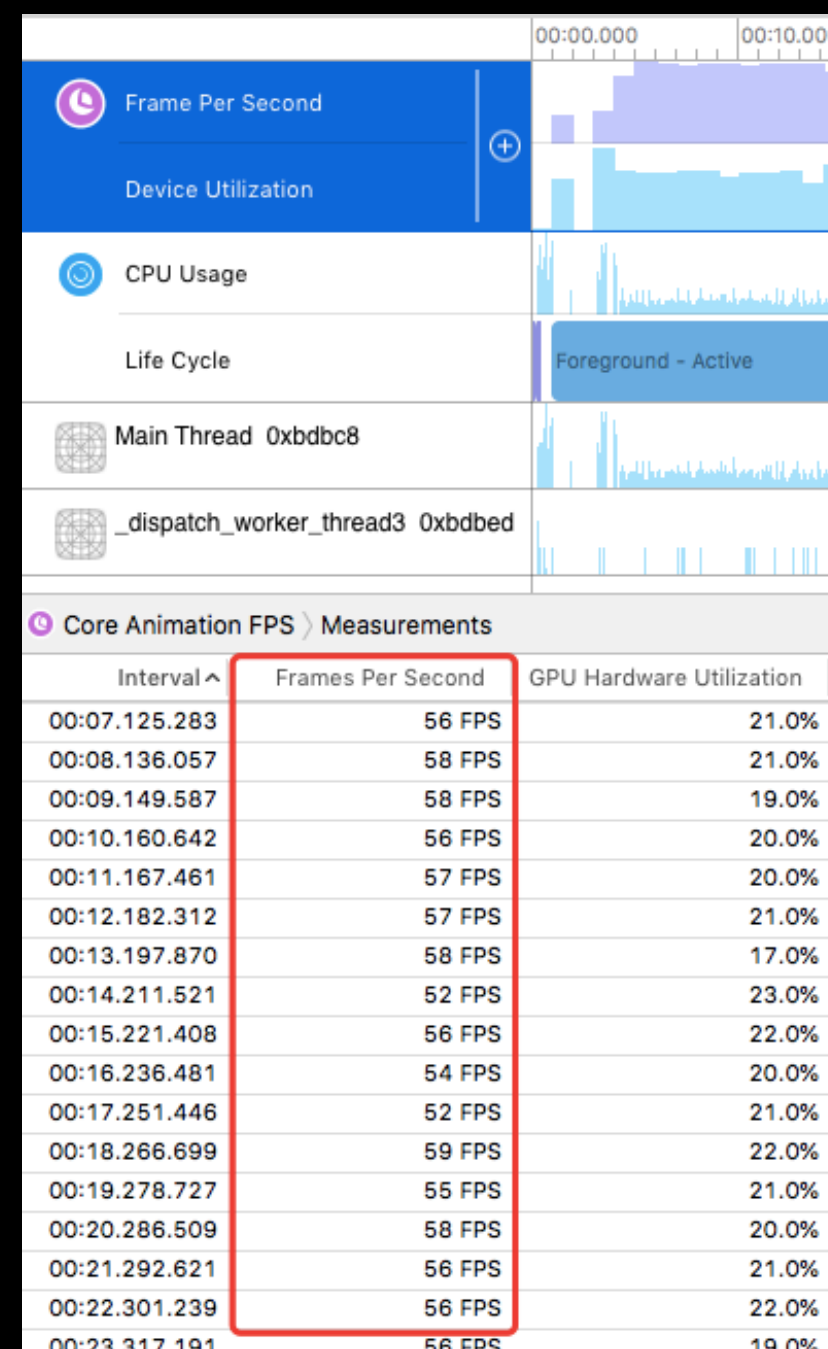 00:00.000 00:10.00
Frame Per Second
Device Utilization
CPU Usage
Life Cycle
Foreground - Active
Main Thread 0xbdbc8
_dispatch_worker_thread3 0xbdbed
Core Animation FPS 〉 Measurements
Interval Frames Per Second GPU Hardware Utilization
00:07.125.283 56 FPS 21.0%
00:08.136.057 58 FPS 21.0%
00:09.149.587 58 FPS 19.0%
00:10.160.642 56 FPS 20.0%
00:11.167.461 57 FPS 20.0%
00:12.182.312 57 FPS 21.0%
00:13.197.870 58 FPS 17.0%
00:14.211.521 52 FPS 23.0%
00:15.221.408 56 FPS 22.0%
00:16.236.481 54 FPS 20.0%
00:17.251.446 52 FPS 21.0%
00:18.266.699 59 FPS 22.0%
00:19.278.727 55 FPS 21.0%
00:20.286.509 58 FPS 20.0%
00:21.292.621 56 FPS 21.0%
00:22.301.239 56 FPS 22.0%
00:23.317.191 56 FPS 19.0%